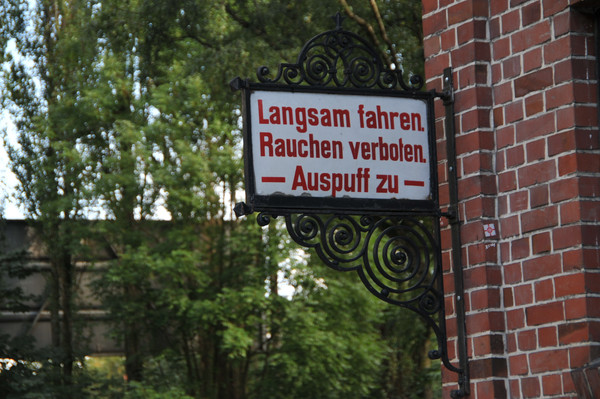 Langsam fahren.
Rauchen verboten.
— Auspuff zu —